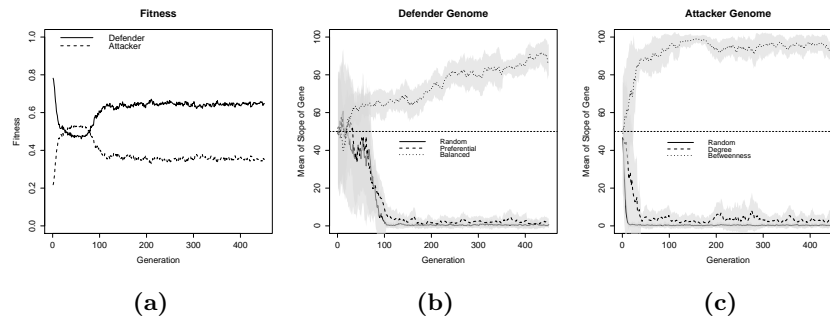 Fitness
Defender
Attacker
Fitness
0.0 0.2 0.4 0.6 0.8 1.0
0 100 200 300 400
Generation
(a)
Defender Genome
Random
Preferential
Balanced
Mean of Slope of Gene
0 20 40 60 80 100
0 100 200 300 400
Generation
(b)
Attacker Genome
Random
Degree
Betweenness
Mean of Slope of Gene
0 20 40 60 80 100
0 100 200 300 400
Generation
(c)